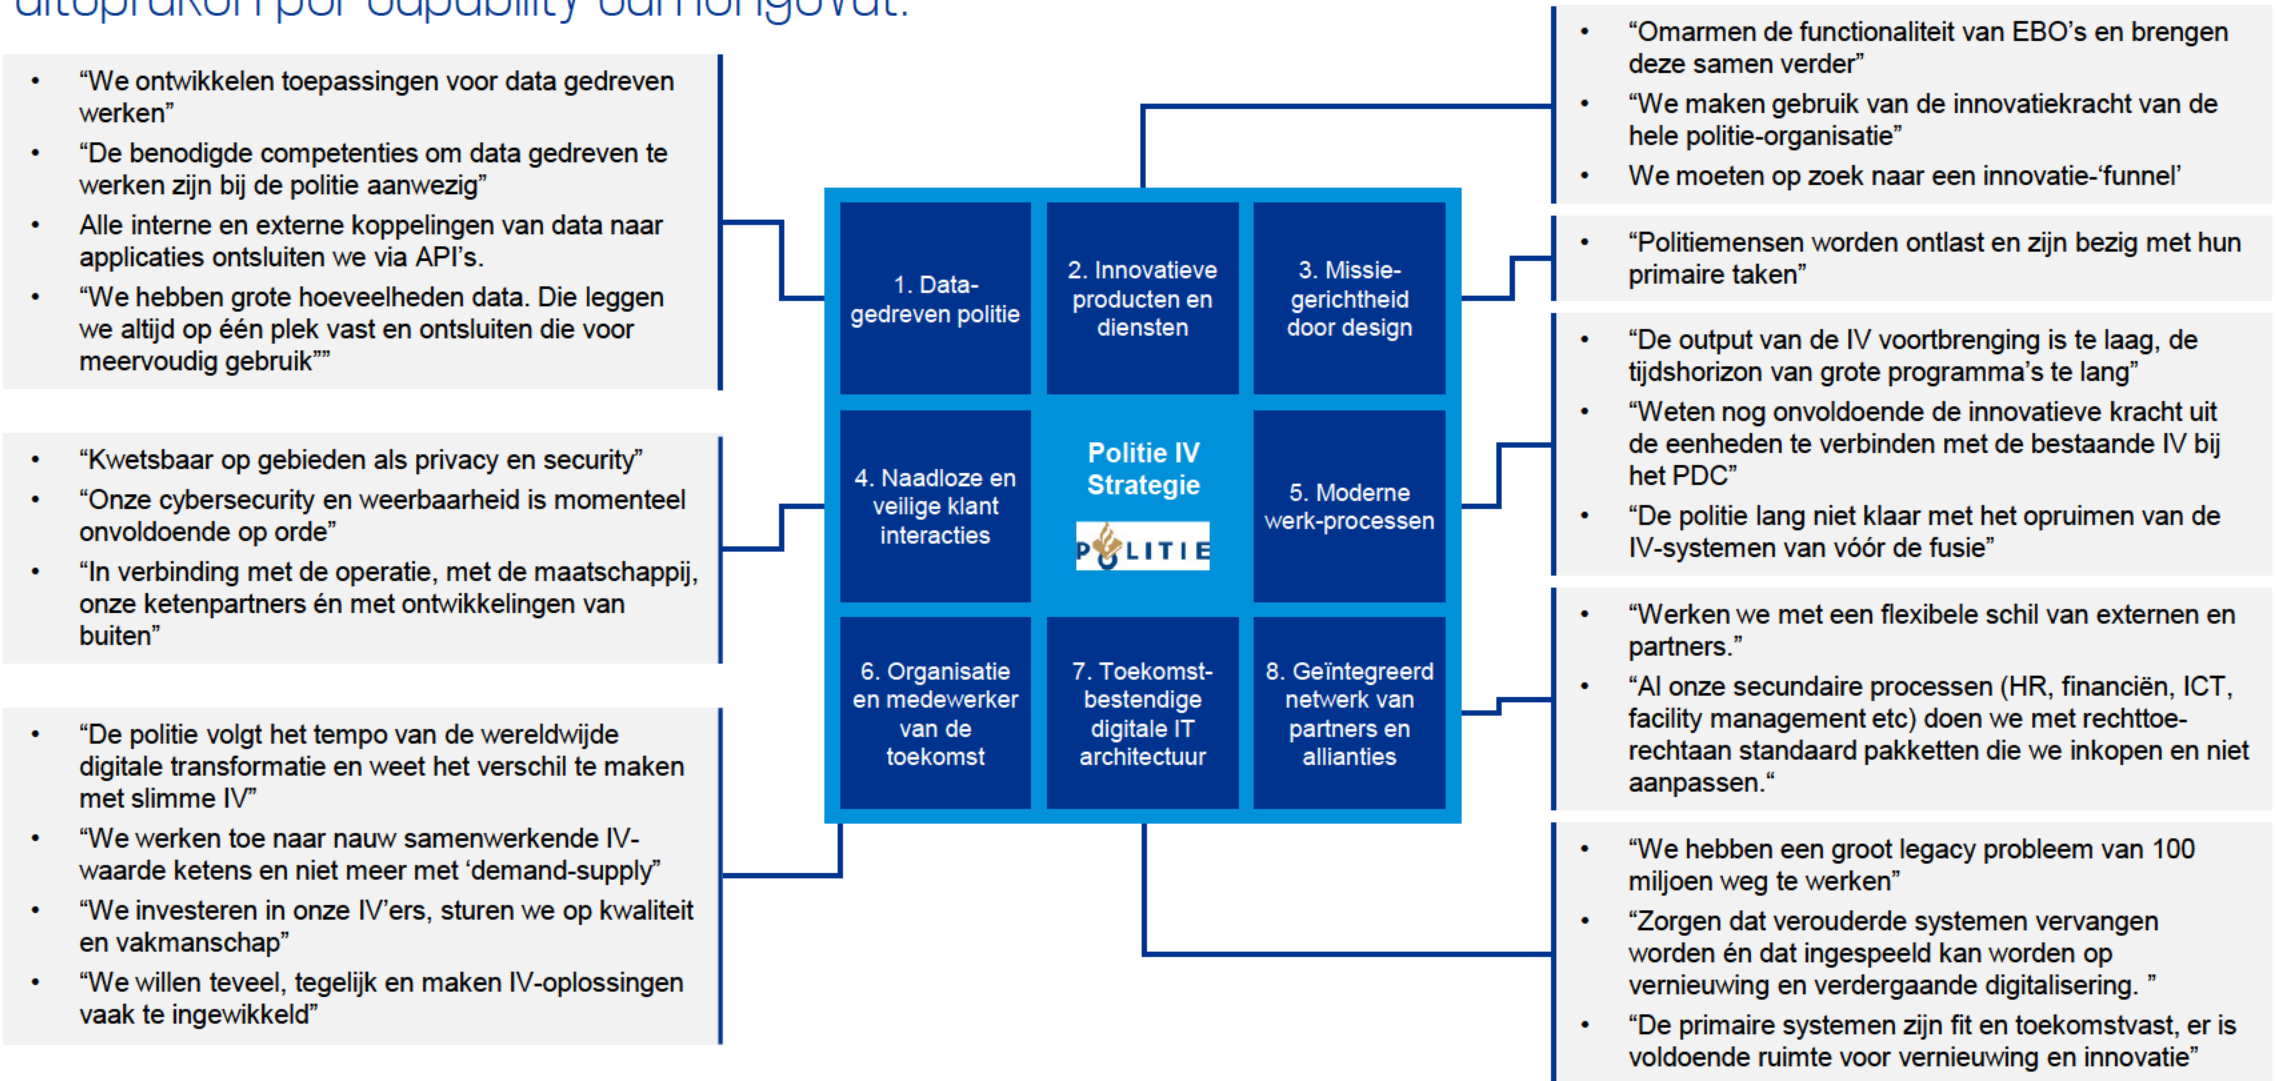 uitspraken per capability samengevat:
• “We ontwikkelen toepassingen voor data gedreven
werken”
• “De benodigde competenties om data gedreven te
werken zijn bij de politie aanwezig”
• Alle interne en externe koppelingen van data naar
applicaties ontsluiten we via API's.
• “We hebben grote hoeveelheden data. Die leggen
we altijd op één plek vast en ontsluiten die voor
meervoudig gebruik””
• “Kwetsbaar op gebieden als privacy en security”
• “Onze cybersecurity en weerbaarheid is momenteel
onvoldoende op orde”
• “In verbinding met de operatie, met de maatschappij,
onze ketenpartners én met ontwikkelingen van
buiten”
• “De politie volgt het tempo van de wereldwijde
digitale transformatie en weet het verschil te maken
met slimme IV”
• “We werken toe naar nauw samenwerkende IV-
waarde ketens en niet meer met ‘demand-supply”
• “We investeren in onze IV'ers, sturen we op kwaliteit
en vakmanschap”
• “We willen teveel, tegelijk en maken IV-oplossingen
vaak te ingewikkeld”
1. Data-
gedreven politie
2. Innovatieve
producten en
diensten
3. Missie-
gerichtheid
door design
4. Naadloze en
veilige klant
interacties
Politie IV
Strategie
POLITIE
5. Moderne
werk-processen
6. Organisatie
en medewerker
van de
toekomst
7. Toekomst-
bestendige
digitale IT
architectuur
8. Geïntegreerd
netwerk van
partners en
allianties
• “Omarmen de functionaliteit van EBO's en brengen
deze samen verder”
• “We maken gebruik van de innovatiekracht van de
hele politie-organisatie”
• We moeten op zoek naar een innovatie-‘funnel’
• “Politiemensen worden ontlast en zijn bezig met hun
primaire taken”
• “De output van de IV voortbrenging is te laag, de
tijdshorizon van grote programma's te lang”
• “Weten nog onvoldoende de innovatieve kracht uit
de eenheden te verbinden met de bestaande IV bij
het PDC”
• “De politie lang niet klaar met het opruimen van de
IV-systemen van vóór de fusie”
• “Werken we met een flexibele schil van externen en
partners.”
• “Al onze secundaire processen (HR, financiën, ICT,
facility management etc) doen we met rechttoe-
rechtaan standaard pakketten die we inkopen en niet
aanpassen.“
• “We hebben een groot legacy probleem van 100
miljoen weg te werken”
• “Zorgen dat verouderde systemen vervangen
worden én dat ingespeeld kan worden op
vernieuwing en verdergaande digitalisering. ”
• “De primaire systemen zijn fit en toekomstvast, er is
voldoende ruimte voor vernieuwing en innovatie”